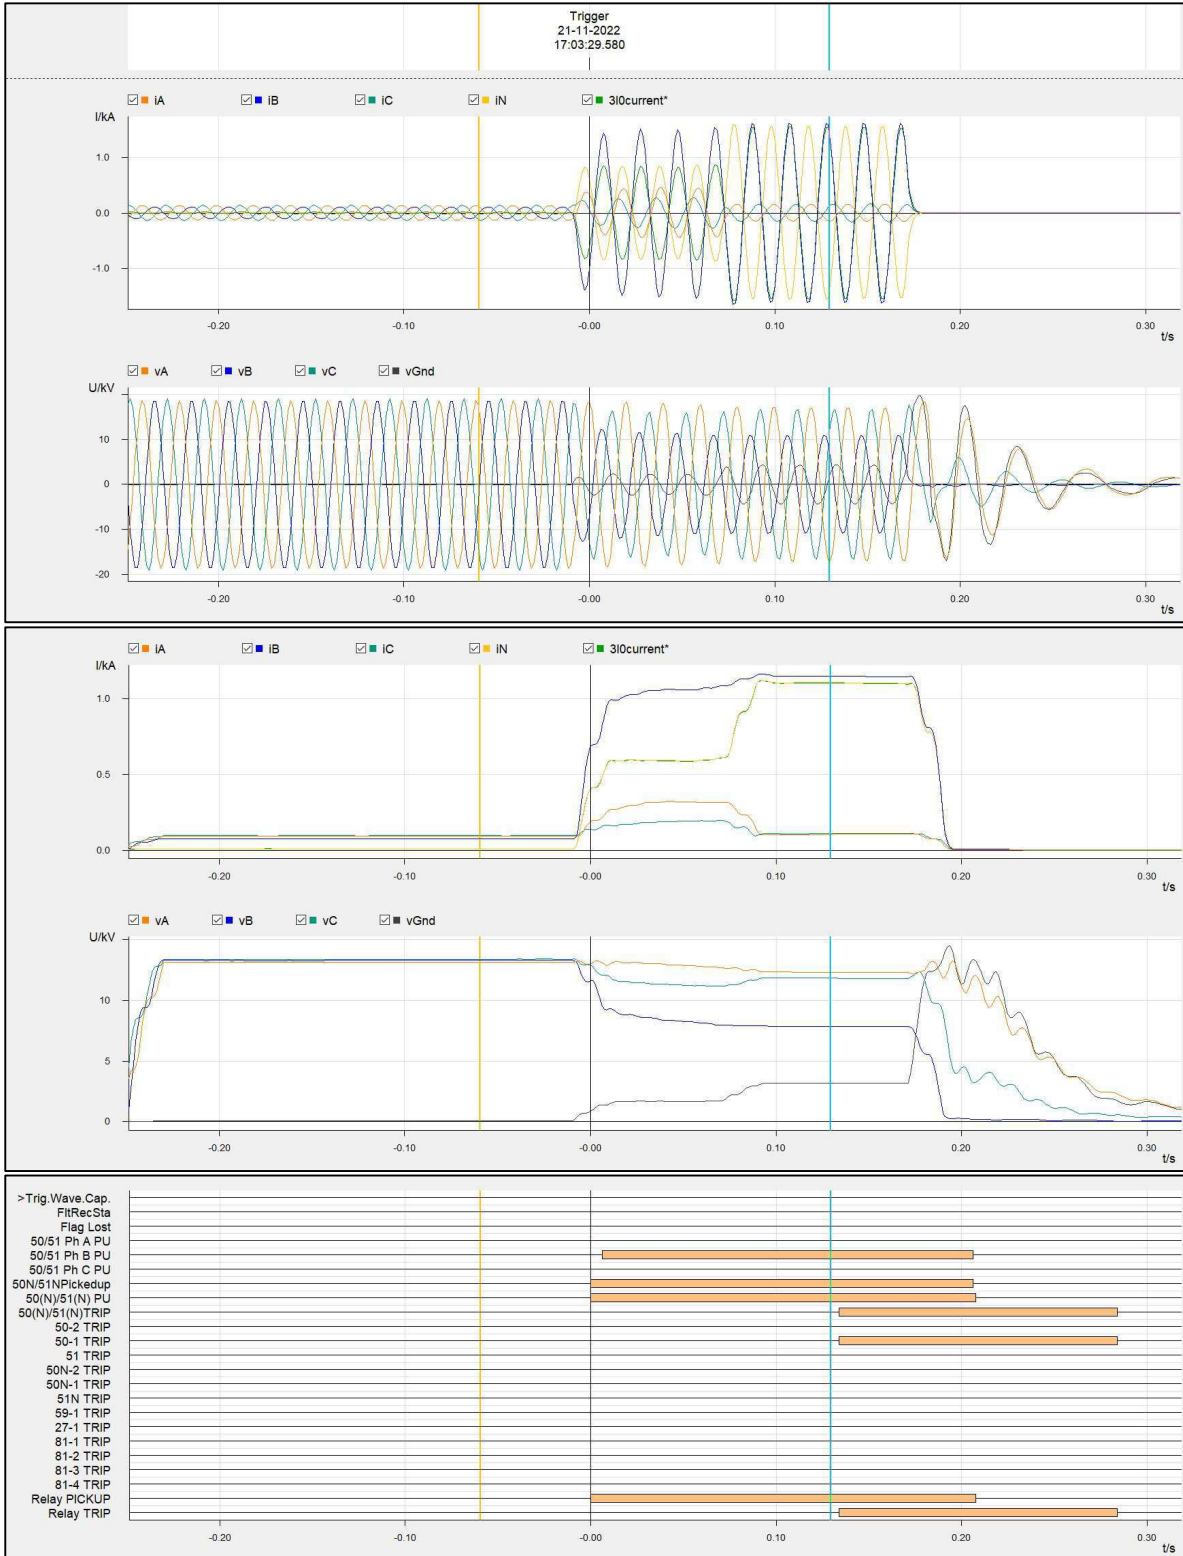 Trigger
21-11-2022
17:03:29.580
iA iB iC iN 3I0current*
I/kA
1.0
0.0
-1.0
-0.20 -0.10 -0.00 0.10 0.20 0.30
t/s
vA vB vC vGnd
U/kV
10
0
-10
-20
-0.20 -0.10 -0.00 0.10 0.20 0.30
t/s
iA iB iC iN 3I0current*
I/kA
1.0
0.5
0.0
-0.20 -0.10 -0.00 0.10 0.20 0.30
t/s
vA vB vC vGnd
U/kV
10
5
0
-0.20 -0.10 -0.00 0.10 0.20 0.30
t/s
>Trig.Wave.Cap.
FltRecSta
Flag Lost
50/51 Ph A PU
50/51 Ph B PU
50/51 Ph C PU
50N/51NPickedup
50(N)/51(N) PU
50(N)/51(N)TRIP
50-2 TRIP
50-1 TRIP
51 TRIP
50N-2 TRIP
50N-1 TRIP
51N TRIP
59-1 TRIP
27-1 TRIP
81-1 TRIP
81-2 TRIP
81-3 TRIP
81-4 TRIP
Relay PICKUP
Relay TRIP
-0.20 -0.10 -0.00 0.10 0.20 0.30
t/s